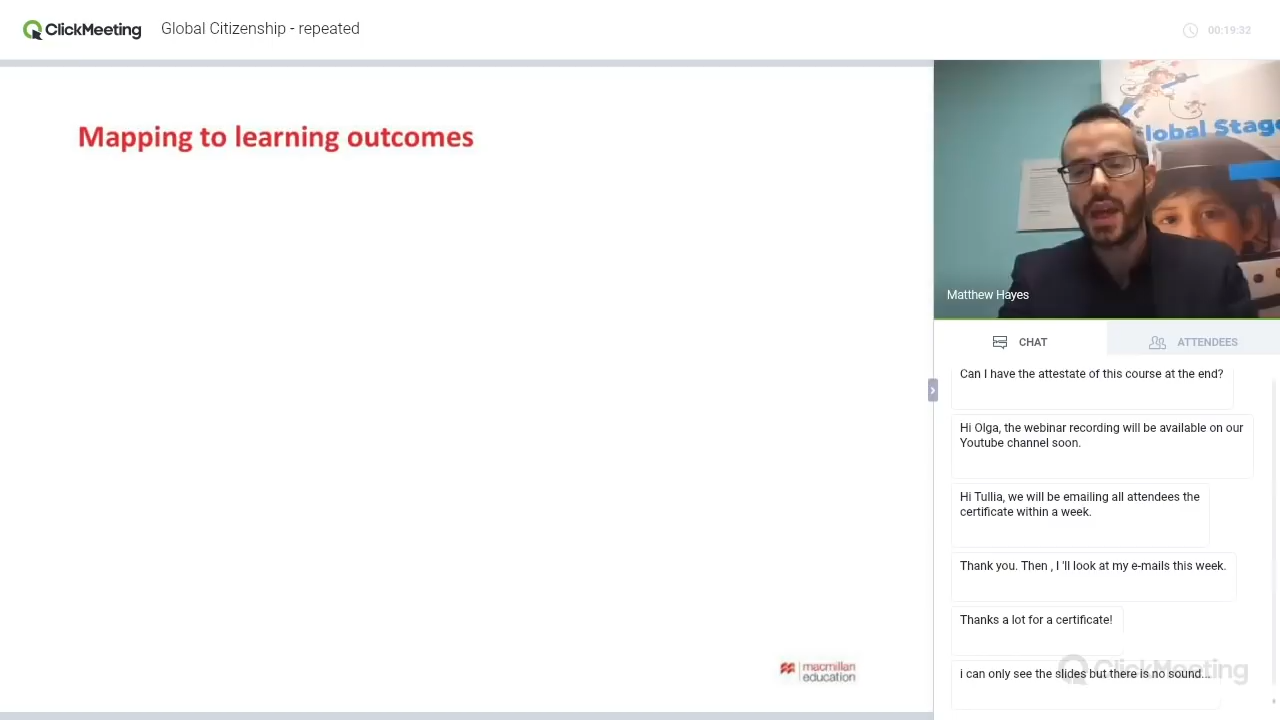 ClickMeeting
Global Citizenship - repeated
00:19:32
Mapping to learning outcomes
lobal Stage
Matthew Hayes
CHAT
ATTENDEES
Can I have the attestate of this course at the end?
Hi Olga, the webinar recording will be available on our
Youtube channel soon.
Hi Tullia, we will be emailing all attendees the
certificate within a week.
Thank you. Then , I 'll look at my e-mails this week.
Thanks a lot for a certificate!
i can only see the slides but there is no sound...
ClickMeeting
macmillan
education